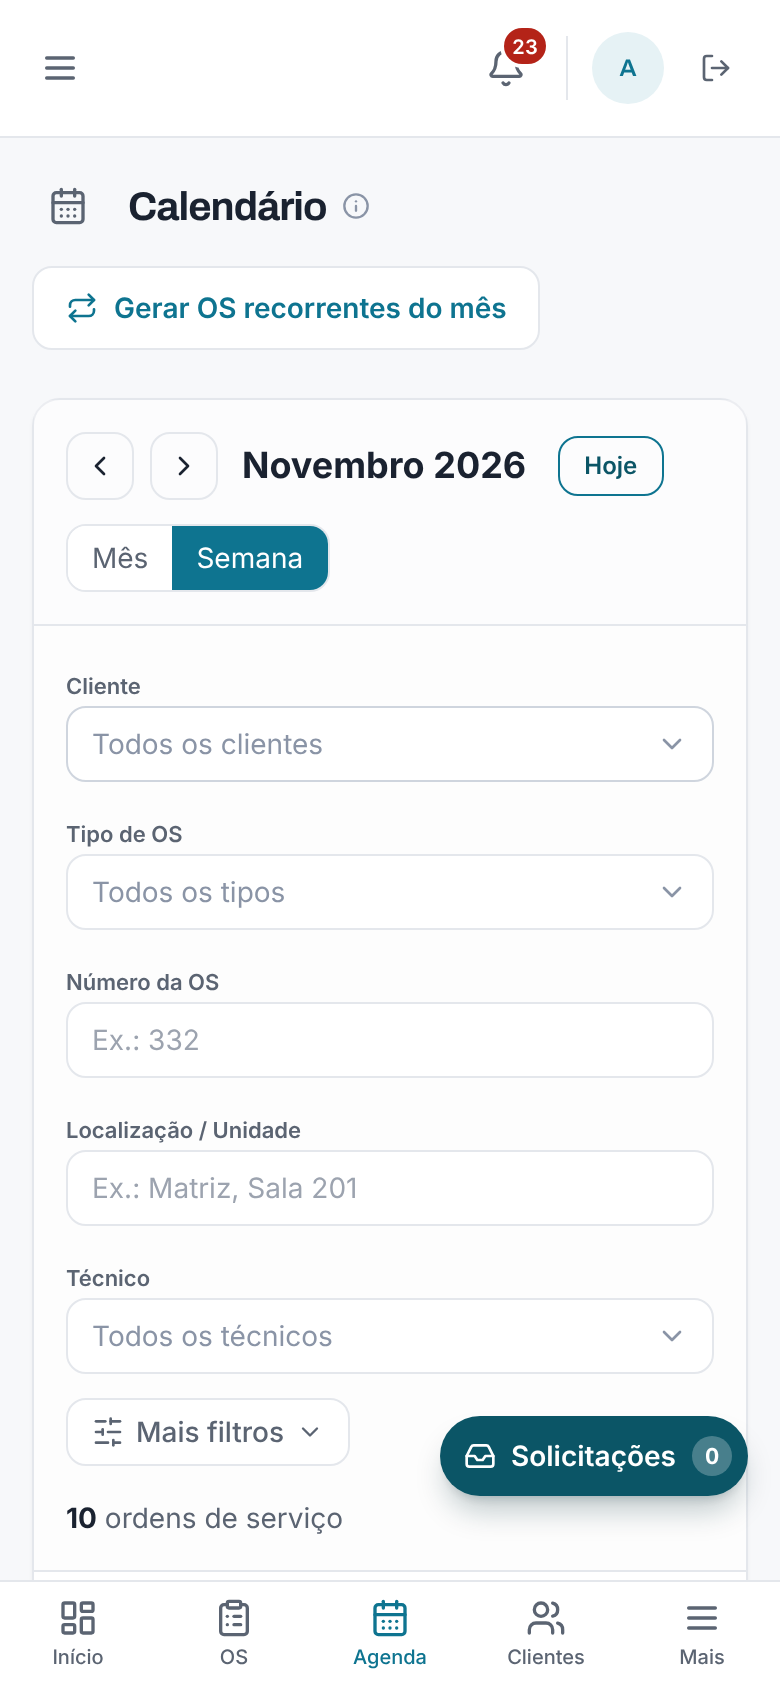 23
A
Calendário
Gerar OS recorrentes do mês
Novembro 2026
Hoje
Mês
Semana
Cliente
Todos os clientes
Tipo de OS
Todos os tipos
Número da OS
Ex.: 332
Localização / Unidade
Ex.: Matriz, Sala 201
Técnico
Todos os técnicos
Mais filtros
Solicitações 0
10 ordens de serviço
Início
OS
Agenda
Clientes
Mais